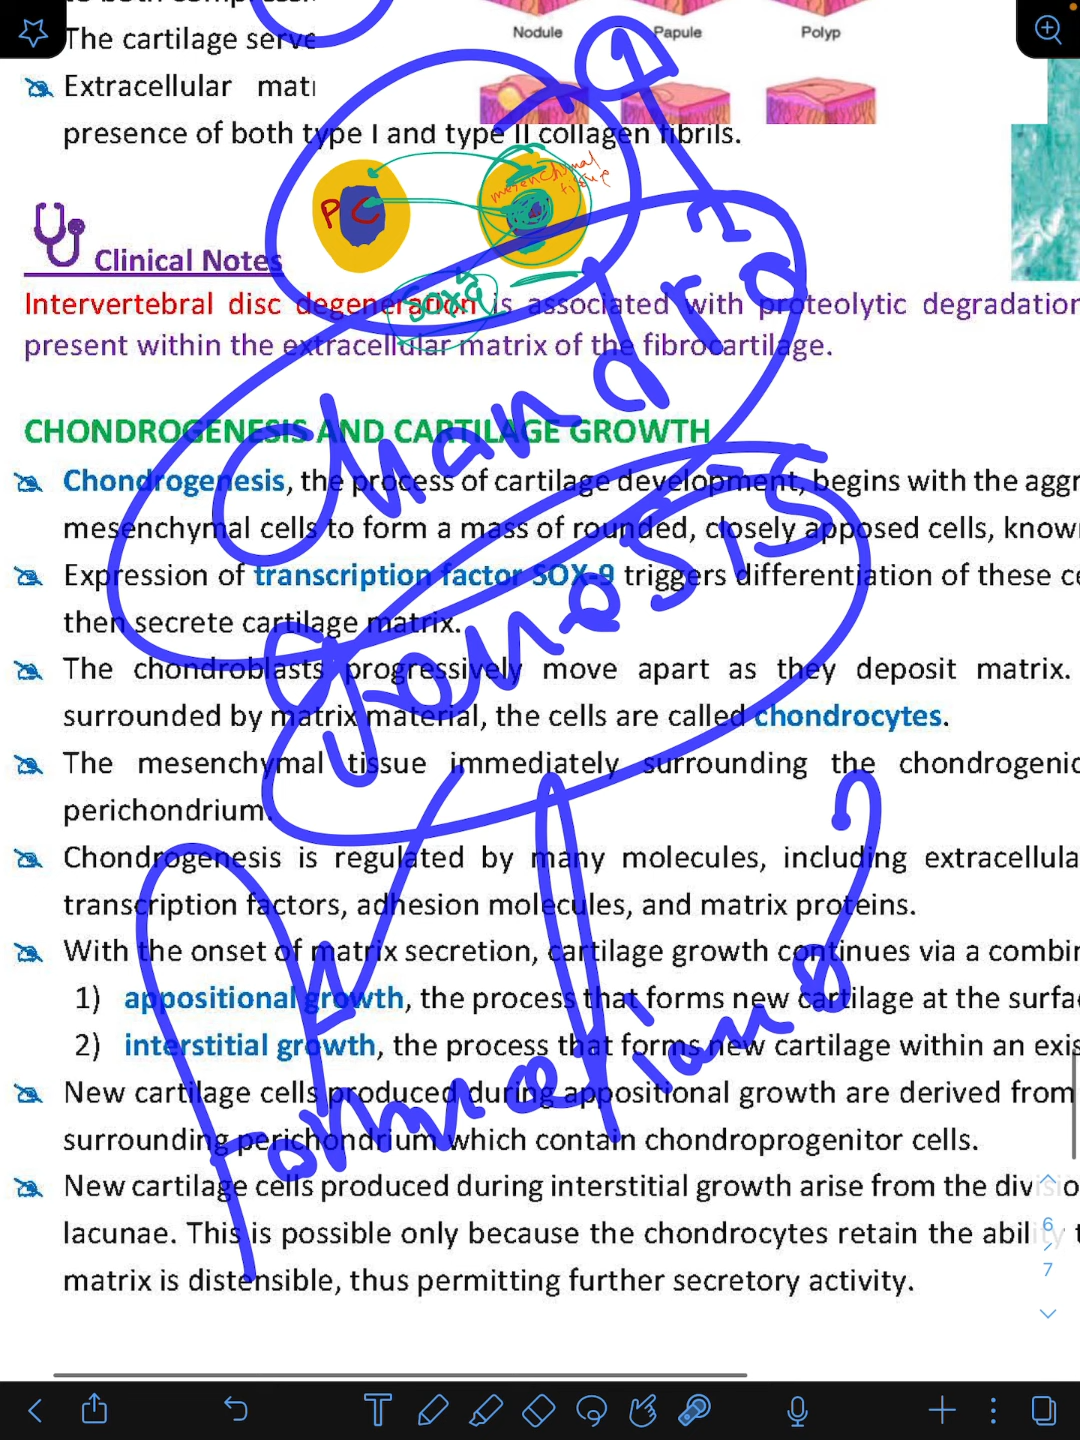 The cartilage serve
Nodule Papule Polyp
Extracellular matı
presence of both type I and type II collagen fibrils.
mesenchymal
tissue
PC
Clinical Notes
Sox9
Intervertebral disc degeneration is associated with proteolytic degradation
present within the extracellular matrix of the fibrocartilage.
Chondro
CHONDROGENESIS AND CARTILAGE GROWTH
Chondrogenesis, the process of cartilage development, begins with the aggr
mesenchymal cells to form a mass of rounded, closely apposed cells, know
Expression of transcription factor SOX-9 triggers differentiation of these ce
then secrete cartilage matrix.
Genesis
The chondroblasts progressively move apart as they deposit matrix.
surrounded by matrix material, the cells are called chondrocytes.
The mesenchymal tissue immediately surrounding the chondrogenic
perichondrium.
Chondrogenesis is regulated by many molecules, including extracellula
transcription factors, adhesion molecules, and matrix proteins.
With the onset of matrix secretion, cartilage growth continues via a combin
1) appositional growth, the process that forms new cartilage at the surfa
2) interstitial growth, the process that forms new cartilage within an exis
New cartilage cells produced during appositional growth are derived from
surrounding perichondrium which contain chondroprogenitor cells.
New cartilage cells produced during interstitial growth arise from the divisio
lacunae. This is possible only because the chondrocytes retain the ability t
matrix is distensible, thus permitting further secretory activity.
6
7